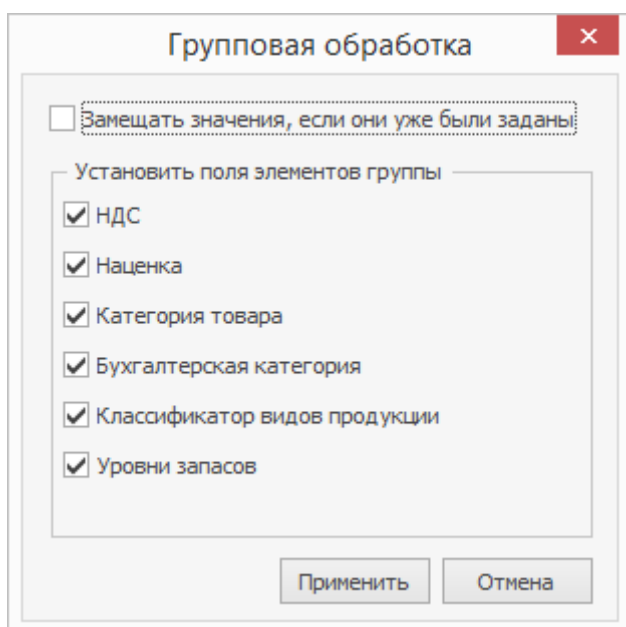 Групповая обработка
Замещать значения, если они уже были заданы
Установить поля элементов группы
НДС
Наценка
Категория товара
Бухгалтерская категория
Классификатор видов продукции
Уровни запасов
Применить Отмена